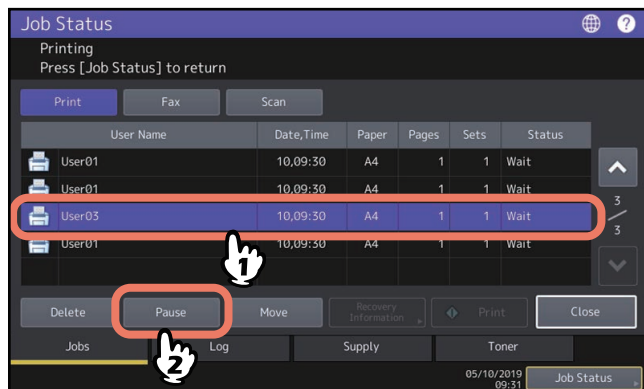 Job Status
?
Printing
Press [Job Status] to return
Print Fax Scan
User Name Date,Time Paper Pages Sets Status
User01 10,09:30 A4 1 1 Wait
User01 10,09:30 A4 1 1 Wait
User03 10,09:30 A4 1 1 Wait
User01 10,09:30 A4 1 1 Wait
3
3
1
Delete Pause Move Recovery Information Print Close
2
Jobs Log Supply Toner
05/10/2019
09:31
Job Status